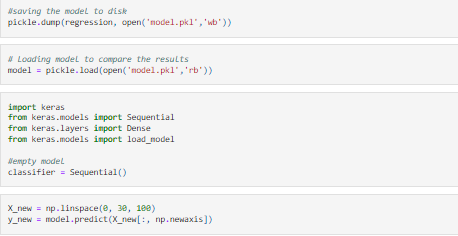 #saving the model to disk
pickle.dump(regression, open('model.pkl','wb'))
# Loading model to compare the results
model = pickle.load(open('model.pkl','rb'))
import keras
from keras.models import Sequential
from keras.layers import Dense
from keras.models import load_model
#empty model
classifier = Sequential()
X_new = np.linspace(0, 30, 100)
y_new = model.predict(X_new[:, np.newaxis])